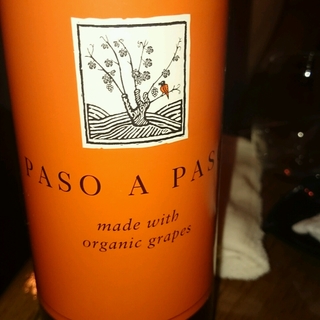 PASO A PAS
made with
organic grapes